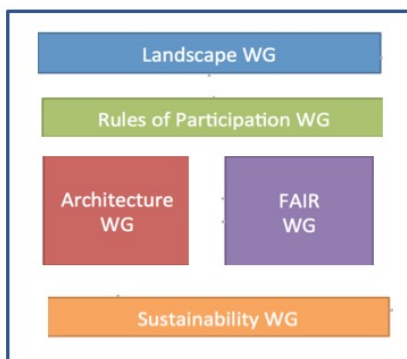 Landscape WG
Rules of Participation WG
Architecture
WG
FAIR
WG
Sustainability WG